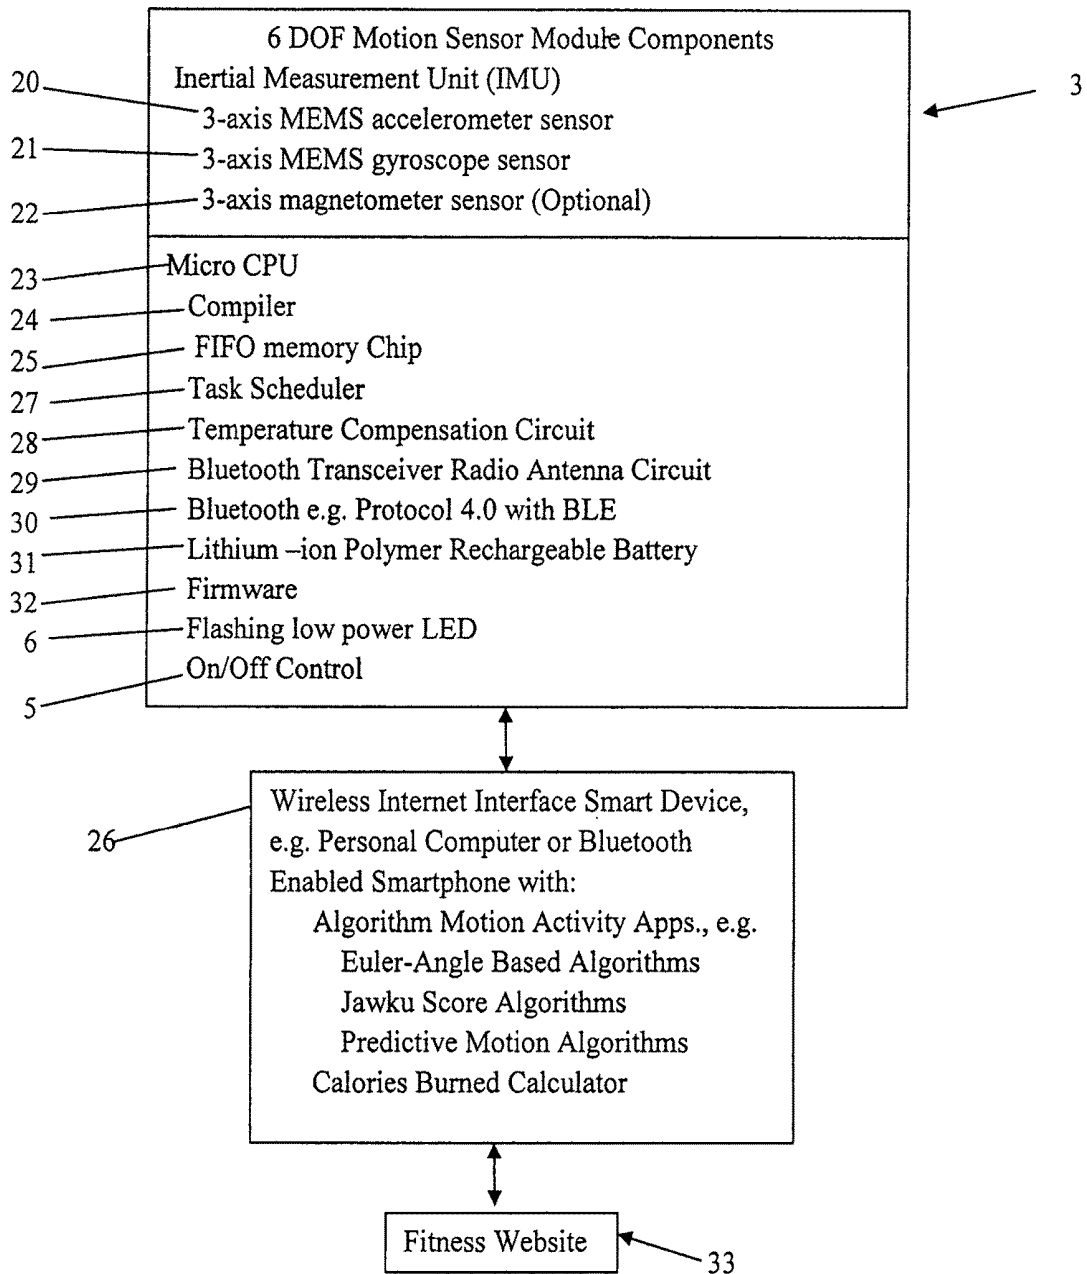 6 DOF Motion Sensor Module Components
Inertial Measurement Unit (IMU)
20
3
3-axis MEMS accelerometer sensor
21
3-axis MEMS gyroscope sensor
22
3-axis magnetometer sensor (Optional)
23
Micro CPU
24
Compiler
25
FIFO memory Chip
27
Task Scheduler
28
Temperature Compensation Circuit
29
Bluetooth Transceiver Radio Antenna Circuit
30
Bluetooth e.g. Protocol 4.0 with BLE
31
Lithium –ion Polymer Rechargeable Battery
32
Firmware
6
Flashing low power LED
5
On/Off Control
26
Wireless Internet Interface Smart Device,
e.g. Personal Computer or Bluetooth
Enabled Smartphone with:
Algorithm Motion Activity Apps., e.g.
Euler-Angle Based Algorithms
Jawku Score Algorithms
Predictive Motion Algorithms
Calories Burned Calculator
Fitness Website
33